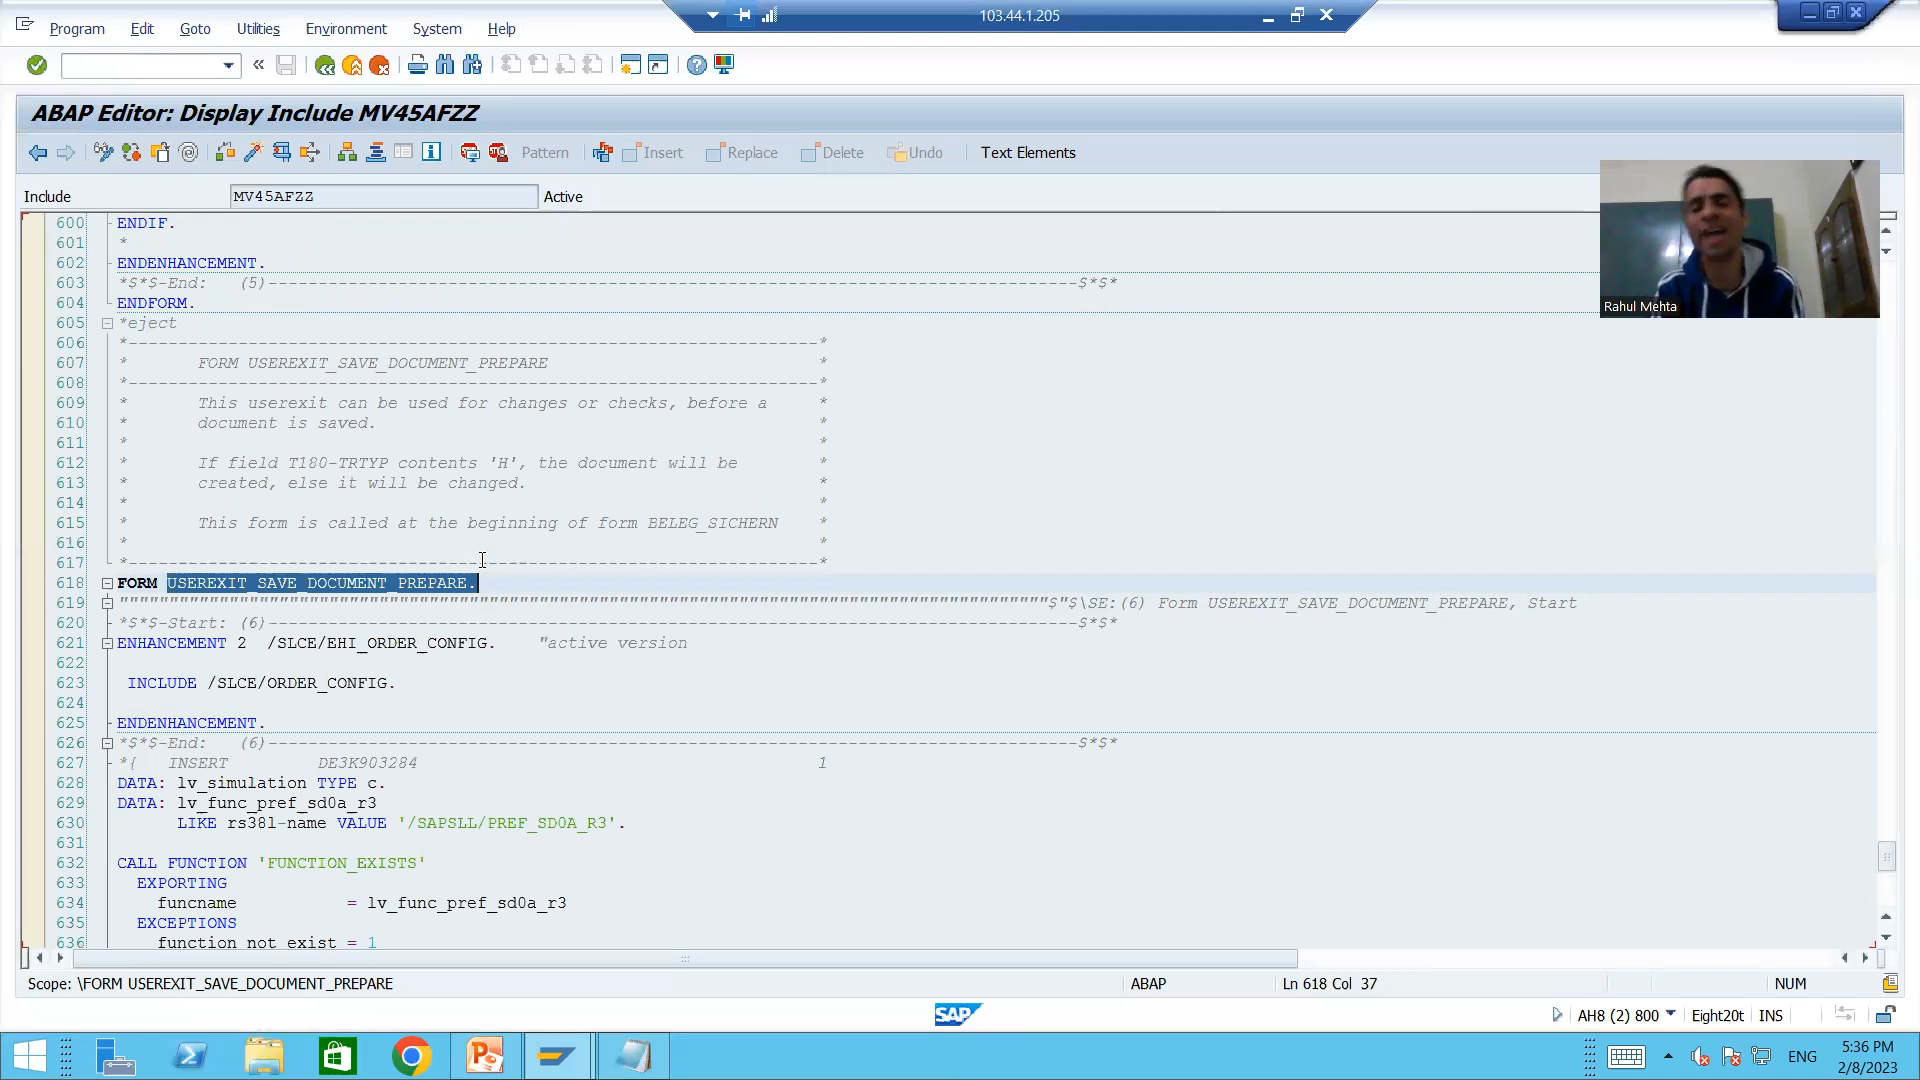 103.44.1.205
Program Edit Goto Utilities Environment System Help
ABAP Editor: Display Include MV45AFZZ
Pattern Insert Replace Delete Undo Text Elements
Include MV45AFZZ Active
Rahul Mehta
600 ENDIF.
601 *
602 ENDENHANCEMENT.
603 *$*$-End: (5)---------------------------------------------------------------------------------$*$*
604 ENDFORM.
605 *eject
606 *---------------------------------------------------------------------*
607 * FORM USEREXIT_SAVE_DOCUMENT_PREPARE *
608 *---------------------------------------------------------------------*
609 * This userexit can be used for changes or checks, before a *
610 * document is saved. *
611 * *
612 * If field T180-TRTYP contents 'H', the document will be *
613 * created, else it will be changed. *
614 * *
615 * This form is called at the beginning of form BELEG_SICHERN *
616 * *
617 *---------------------------------------------------------------------*
618 FORM USEREXIT_SAVE_DOCUMENT_PREPARE.
619 """""""""""""""""""""""""""""""""""""""""""""""""""""""""""""""""""""""""""""""""""""""""""""$"$\SE:(6) Form USEREXIT_SAVE_DOCUMENT_PREPARE, Start
620 *$*$-Start: (6)---------------------------------------------------------------------------------$*$*
621 ENHANCEMENT 2 /SLCE/EHI_ORDER_CONFIG. "active version
622
623 INCLUDE /SLCE/ORDER_CONFIG.
624
625 ENDENHANCEMENT.
626 *$*$-End: (6)---------------------------------------------------------------------------------$*$*
627 *{ INSERT DE3K903284 1
628 DATA: lv_simulation TYPE c.
629 DATA: lv_func_pref_sd0a_r3
630 LIKE rs38l-name VALUE '/SAPSLL/PREF_SD0A_R3'.
631
632 CALL FUNCTION 'FUNCTION_EXISTS'
633 EXPORTING
634 funcname = lv_func_pref_sd0a_r3
635 EXCEPTIONS
636 function_not_exist = 1
Scope: \FORM USEREXIT_SAVE_DOCUMENT_PREPARE ABAP Ln 618 Col 37 NUM
SAP AH8 (2) 800 Eight20t INS
ENG
5:36 PM
2/8/2023